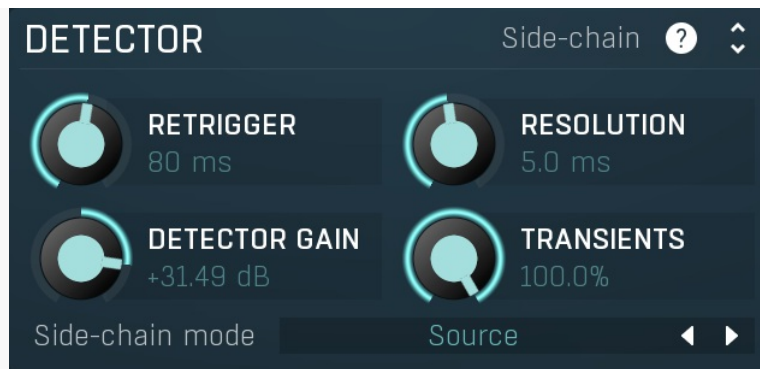 DETECTOR Side-chain ?
RETRIGGER
80 ms
RESOLUTION
5.0 ms
DETECTOR GAIN
+31.49 dB
TRANSIENTS
100.0%
Side-chain mode Source